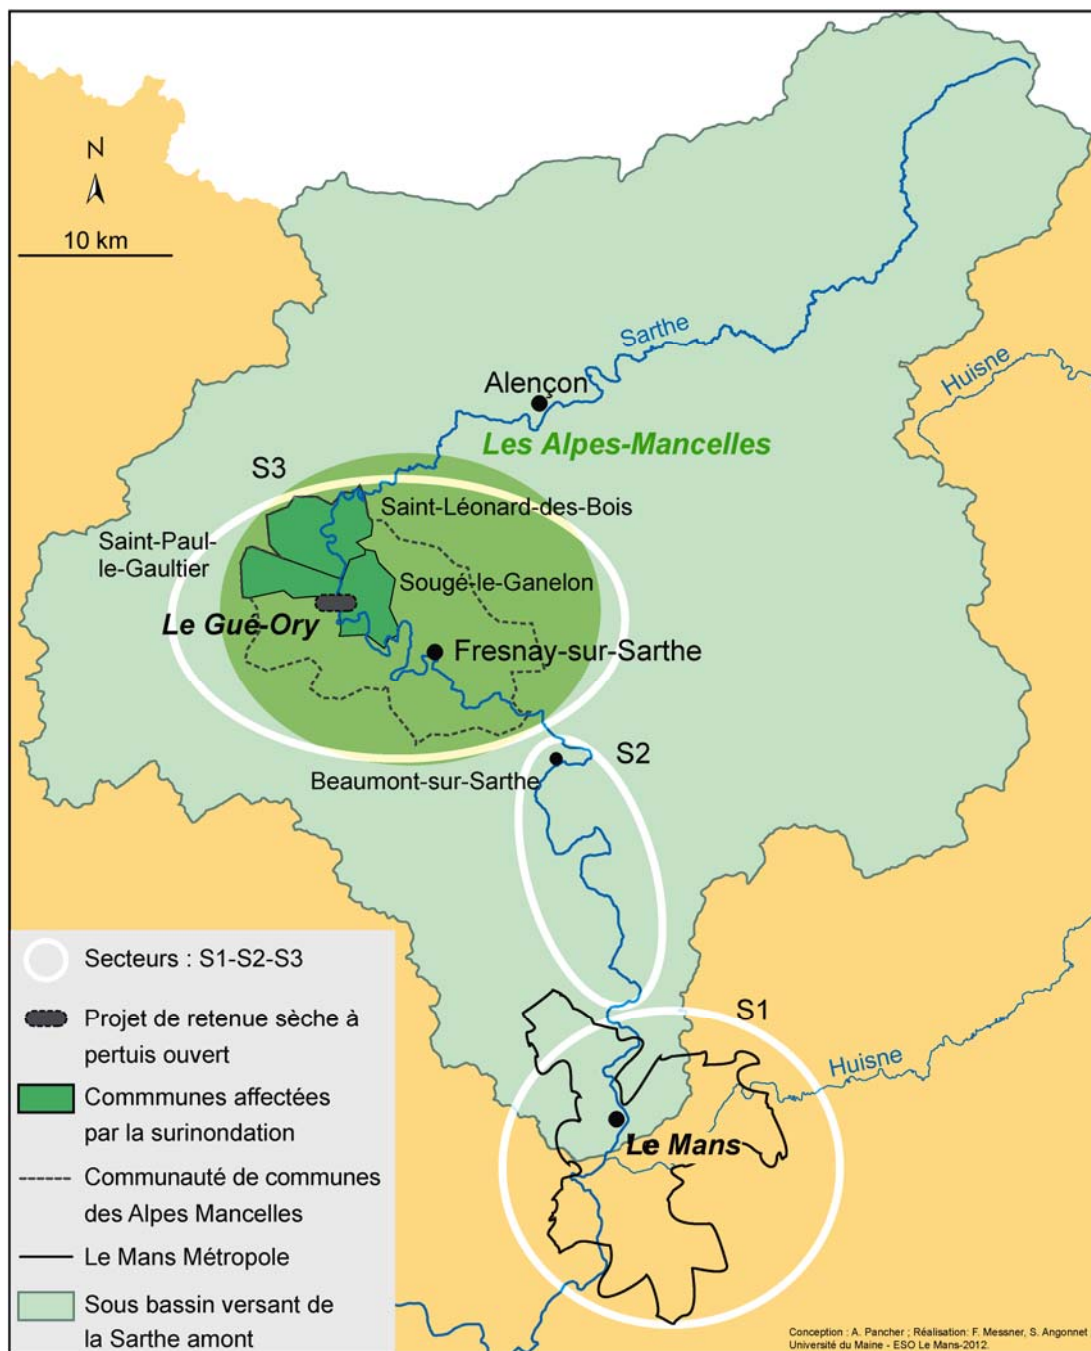 N
10 km
Sarthe
Huisne
Alençon
Les Alpes-Mancelles
S3
Saint-Léonard-des-Bois
Saint-Paul-
le-Gaultier
Sougé-le-Ganelon
Le Gué-Ory
Fresnay-sur-Sarthe
S2
Beaumont-sur-Sarthe
S1
Huisne
Le Mans
Secteurs : S1-S2-S3
Projet de retenue sèche à
pertuis ouvert
Commmunes affectées
par la surinondation
Communauté de communes
des Alpes Mancelles
Le Mans Métropole
Sous bassin versant de
la Sarthe amont
Conception : A. Pancher ; Réalisation: F. Messner, S. Angonnet
Université du Maine - ESO Le Mans-2012.